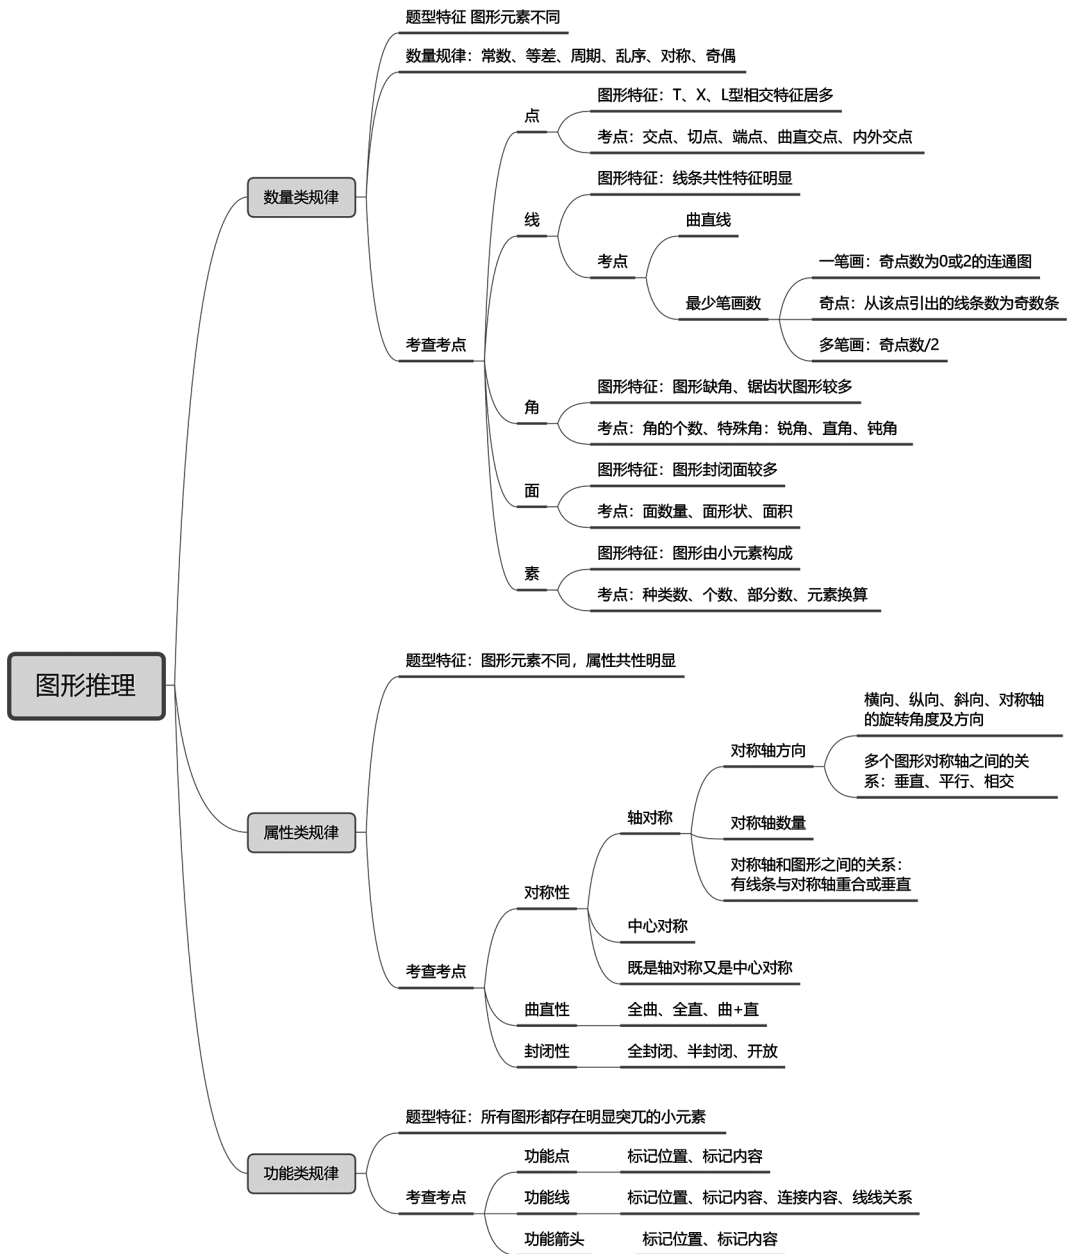 图形推理
数量类规律
题型特征 图形元素不同
数量规律：常数、等差、周期、乱序、对称、奇偶
考查考点
点
图形特征：T、X、L型相交特征居多
考点：交点、切点、端点、曲直交点、内外交点
线
图形特征：线条共性特征明显
考点
曲直线
最少笔画数
一笔画：奇点数为0或2的连通图
奇点：从该点引出的线条数为奇数条
多笔画：奇点数/2
角
图形特征：图形缺角、锯齿状图形较多
考点：角的个数、特殊角：锐角、直角、钝角
面
图形特征：图形封闭面较多
考点：面数量、面形状、面积
素
图形特征：图形由小元素构成
考点：种类数、个数、部分数、元素换算
属性类规律
题型特征：图形元素不同，属性共性明显
考查考点
对称性
轴对称
对称轴方向
横向、纵向、斜向、对称轴
的旋转角度及方向
多个图形对称轴之间的关
系：垂直、平行、相交
对称轴数量
对称轴和图形之间的关系：
有线条与对称轴重合或垂直
中心对称
既是轴对称又是中心对称
曲直性
全曲、全直、曲+直
封闭性
全封闭、半封闭、开放
功能类规律
题型特征：所有图形都存在明显突兀的小元素
考查考点
功能点
标记位置、标记内容
功能线
标记位置、标记内容、连接内容、线线关系
功能箭头
标记位置、标记内容